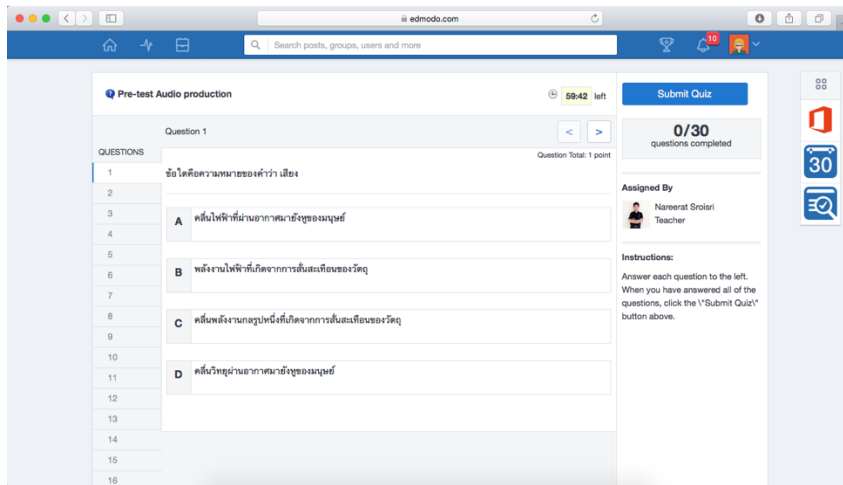 edmodo.com
Search posts, groups, users and more
10
Pre-test Audio production
59:42 left
Submit Quiz
Question 1
< >
0/30
questions completed
QUESTIONS
Question Total: 1 point
1
ข้อใดคือความหมายของคำว่า เสียง
2
3
A คลื่นไฟฟ้าที่ผ่านอากาศมายังหูของมนุษย์
4
5
6
B พลังงานไฟฟ้าที่เกิดจากการสั่นสะเทือนของวัตถุ
7
8
C คลื่นพลังงานกลรูปหนึ่งที่เกิดจากการสั่นสะเทือนของวัตถุ
9
10
11
D คลื่นวิทยุผ่านอากาศมายังหูของมนุษย์
12
13
14
15
16
Assigned By
Nareerat Sroisri
Teacher
Instructions:
Answer each question to the left.
When you have answered all of the
questions, click the \"Submit Quiz\"
button above.
30